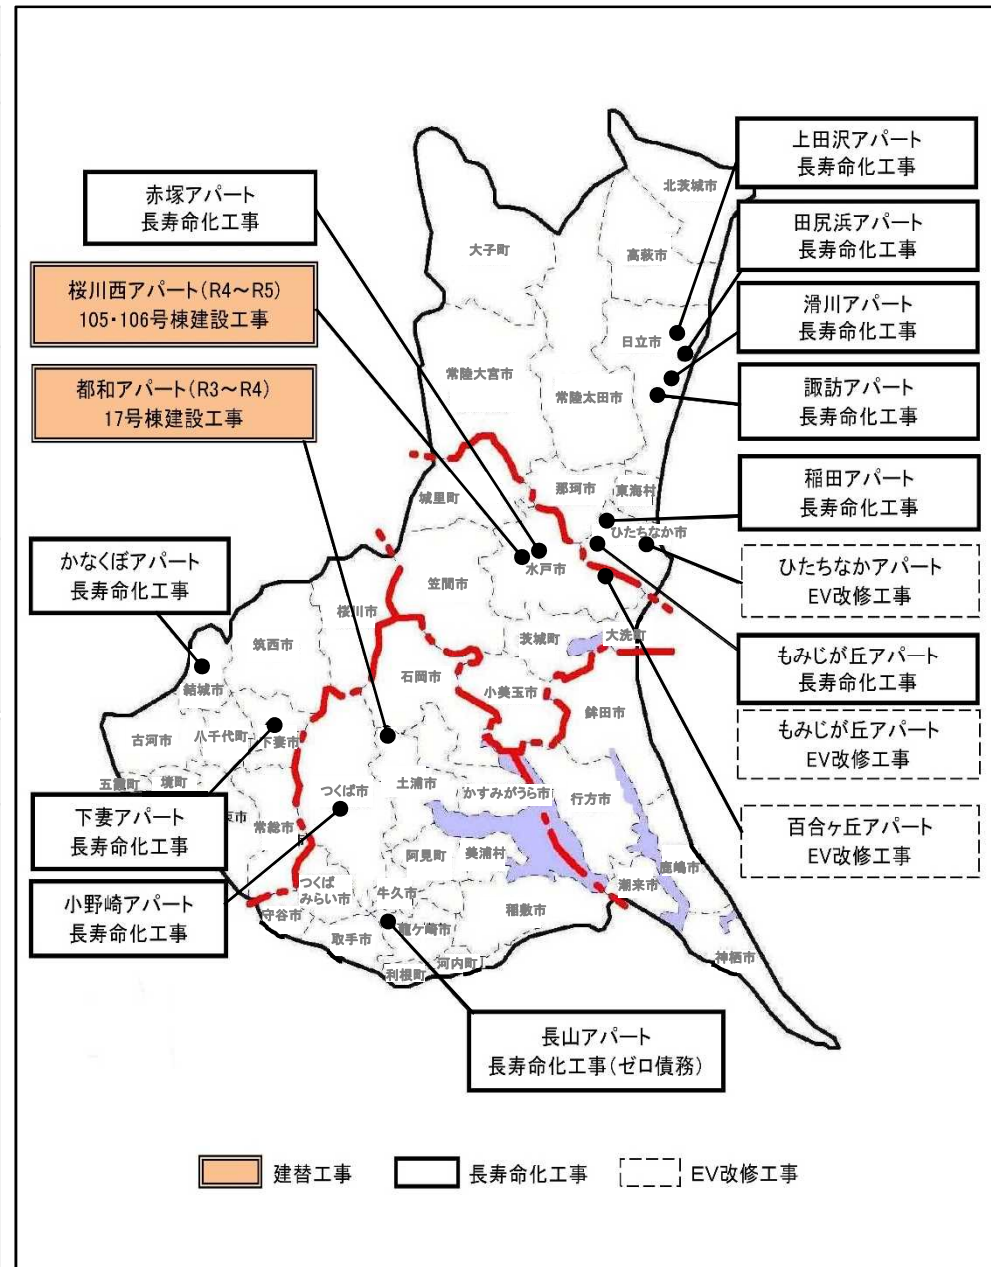 赤塚アパート
長寿命化工事
桜川西アパート(R4～R5)
105・106号棟建設工事
都和アパート(R3～R4)
17号棟建設工事
かなくぼアパート
長寿命化工事
下妻アパート
長寿命化工事
小野崎アパート
長寿命化工事
上田沢アパート
長寿命化工事
田尻浜アパート
長寿命化工事
滑川アパート
長寿命化工事
諏訪アパート
長寿命化工事
稲田アパート
長寿命化工事
ひたちなかアパート
EV改修工事
もみじが丘アパート
長寿命化工事
もみじが丘アパート
EV改修工事
百合ヶ丘アパート
EV改修工事
長山アパート
長寿命化工事(ゼロ債務)
北茨城市
大子町
高萩市
日立市
常陸大宮市
常陸太田市
那珂市
東海村
城里町
ひたちなか市
水戸市
笠間市
桜川市
茨城町
大洗町
筑西市
石岡市
小美玉市
鉾田市
結城市
古河市
八千代町
下妻市
五霞町
境町
つくば市
土浦市
かすみがうら市
行方市
東市
常総市
阿見町
美浦村
鹿嶋市
潮来市
つくば
みらい市
牛久市
稲敷市
守谷市
取手市
龍ケ崎市
利根町
河内町
神栖市
建替工事
長寿命化工事
EV改修工事